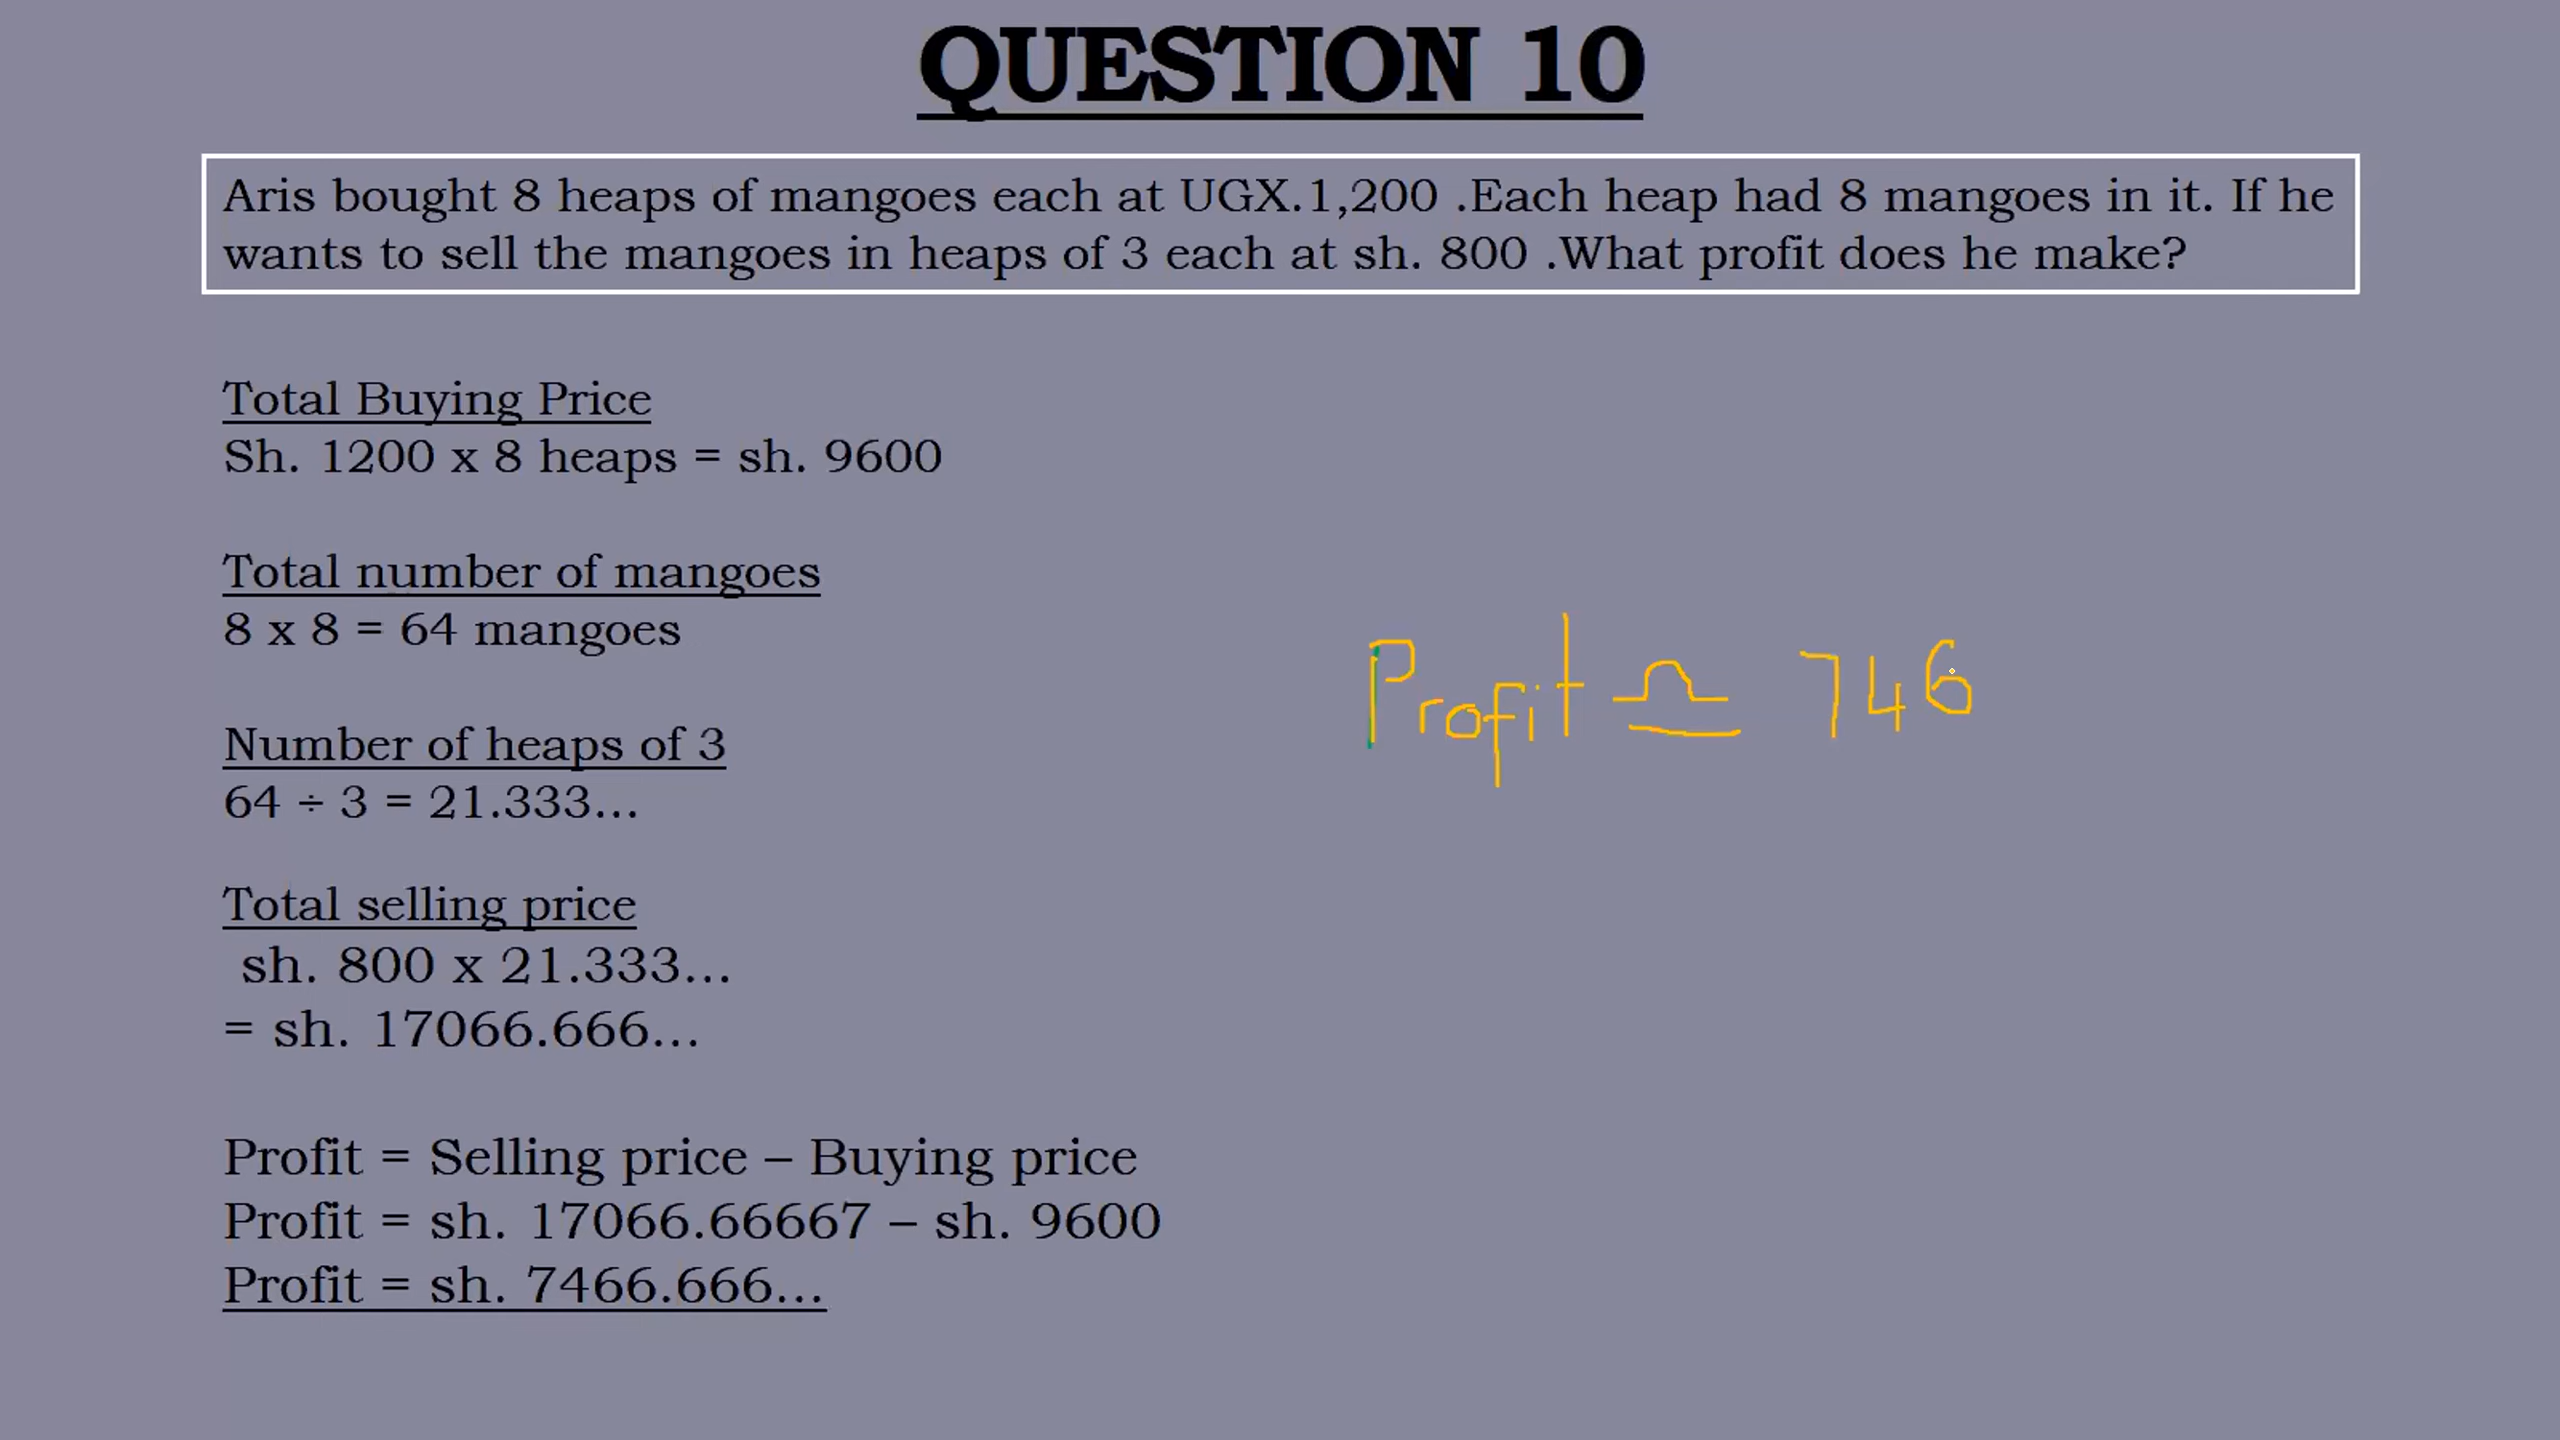 QUESTION 10
Aris bought 8 heaps of mangoes each at UGX.1,200 .Each heap had 8 mangoes in it. If he
wants to sell the mangoes in heaps of 3 each at sh. 800 .What profit does he make?
Total Buying Price
Sh. 1200 x 8 heaps = sh. 9600
Total number of mangoes
8 x 8 = 64 mangoes
Number of heaps of 3
64 ÷ 3 = 21.333...
Total selling price
sh. 800 x 21.333...
= sh. 17066.666...
Profit = Selling price – Buying price
Profit = sh. 17066.66667 – sh. 9600
Profit = sh. 7466.666...
Profit ≏ 746